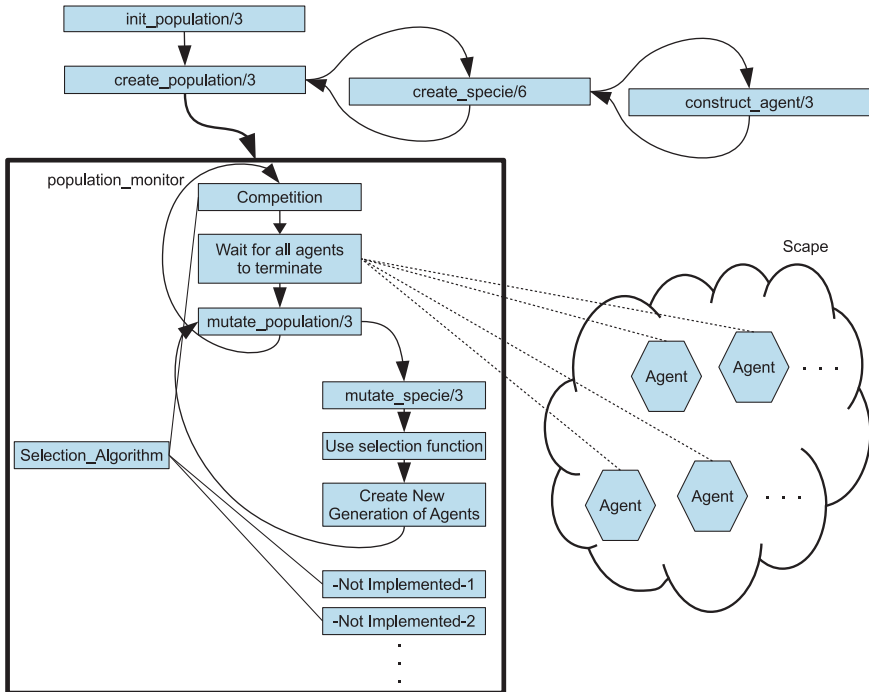 init_population/3
create_population/3
create_specie/6
construct_agent/3
population_monitor
Competition
Wait for all agents
to terminate
mutate_population/3
mutate_specie/3
Selection_Algorithm
Use selection function
Create New
Generation of Agents
-Not Implemented-1
-Not Implemented-2
.
.
.
Scape
Agent
Agent
. . .
Agent
Agent
. . .